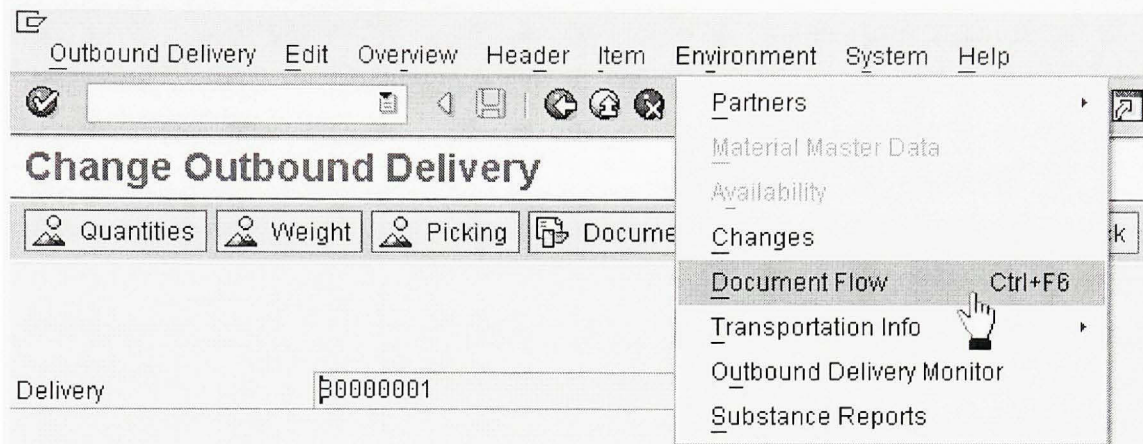 Outbound Delivery Edit Overview Header Item Environment System Help
Partners
Material Master Data
Change Outbound Delivery
Availability
Quantities Weight Picking Docume
Changes
k
Document Flow Ctrl+F6
Transportation Info
Outbound Delivery Monitor
Delivery 80000001
Substance Reports